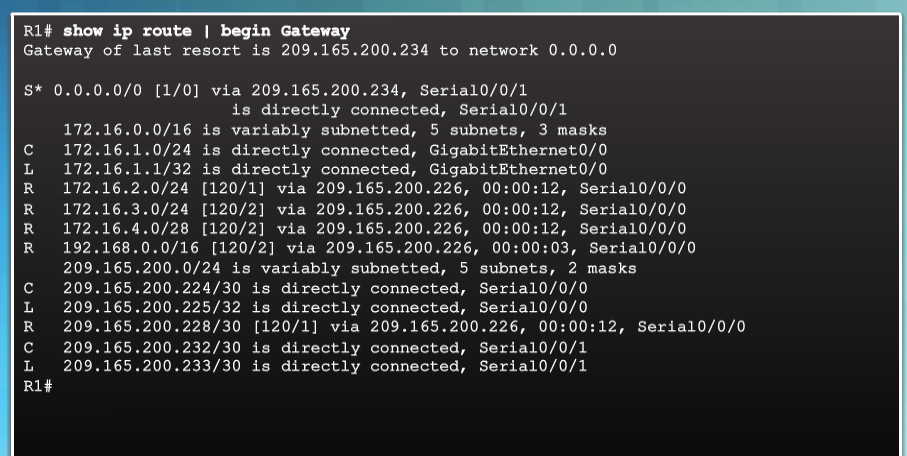 R1# show ip route | begin Gateway
Gateway of last resort is 209.165.200.234 to network 0.0.0.0
S* 0.0.0.0/0 [1/0] via 209.165.200.234, Serial0/0/1
is directly connected, Serial0/0/1
172.16.0.0/16 is variably subnetted, 5 subnets, 3 masks
C 172.16.1.0/24 is directly connected, GigabitEthernet0/0
L 172.16.1.1/32 is directly connected, GigabitEthernet0/0
R 172.16.2.0/24 [120/1] via 209.165.200.226, 00:00:12, Serial0/0/0
R 172.16.3.0/24 [120/2] via 209.165.200.226, 00:00:12, Serial0/0/0
R 172.16.4.0/28 [120/2] via 209.165.200.226, 00:00:12, Serial0/0/0
R 192.168.0.0/16 [120/2] via 209.165.200.226, 00:00:03, Serial0/0/0
209.165.200.0/24 is variably subnetted, 5 subnets, 2 masks
C 209.165.200.224/30 is directly connected, Serial0/0/0
L 209.165.200.225/32 is directly connected, Serial0/0/0
R 209.165.200.228/30 [120/1] via 209.165.200.226, 00:00:12, Serial0/0/0
C 209.165.200.232/30 is directly connected, Serial0/0/1
L 209.165.200.233/30 is directly connected, Serial0/0/1
R1#